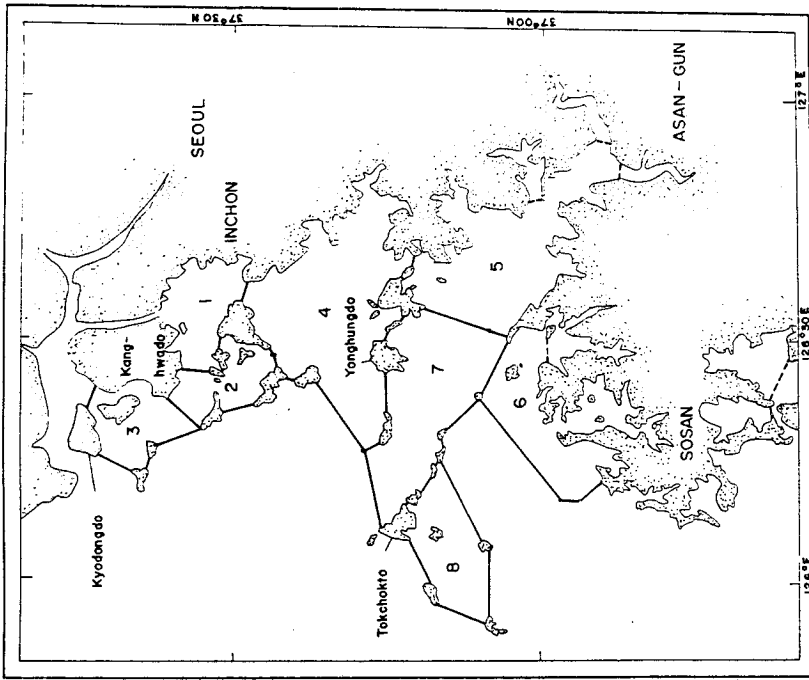 37° 30 N
37° 00 N
SEOUL
INCHON
ASAN - GUN
127° E
1
Kang-
hwado
2
3
4
Yonghungdo
5
126° 30' E
7
6
Kyodongdo
SOSAN
Tokchokto
8
126° E